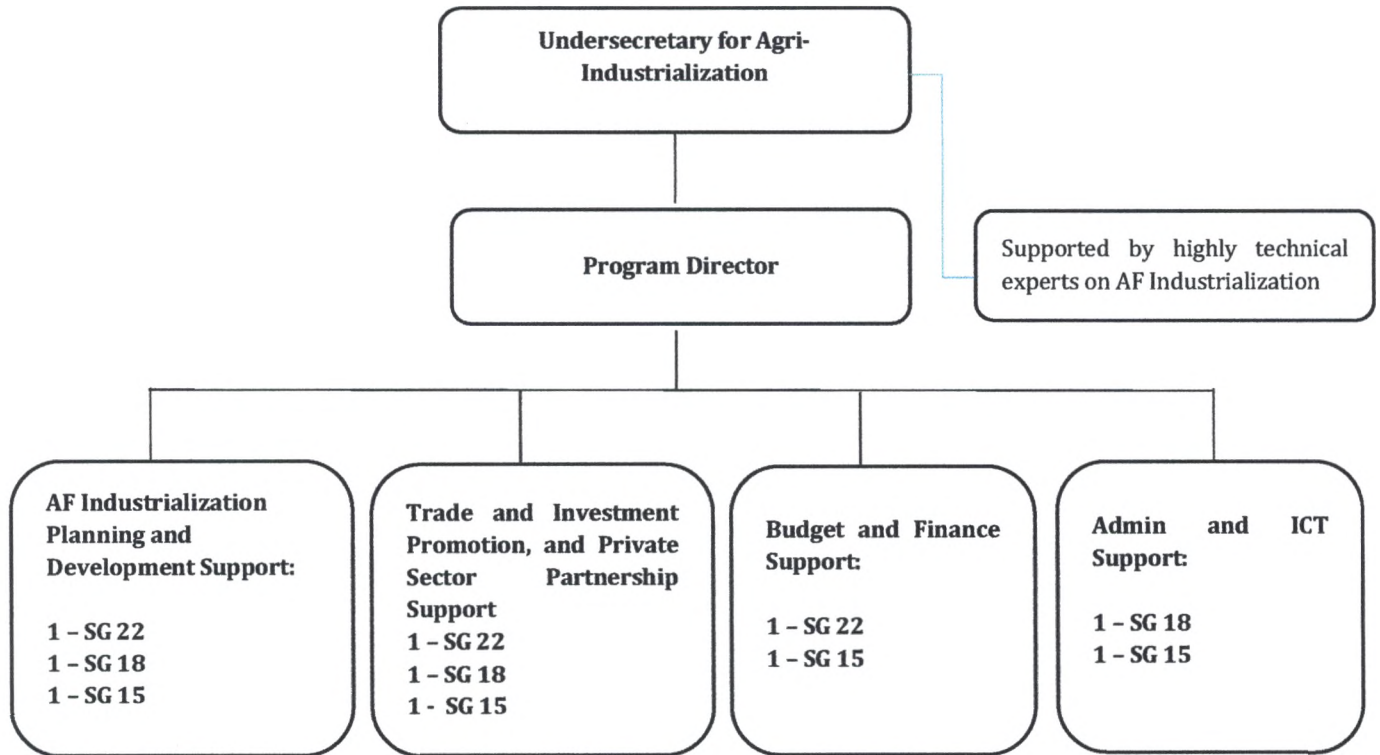 Undersecretary for Agri-
Industrialization
Program Director
Supported by highly technical
experts on AF Industrialization
AF Industrialization
Planning and
Development Support:
1 – SG 22
1 – SG 18
1 – SG 15
Trade and Investment
Promotion, and Private
Sector Partnership
Support
1 – SG 22
1 – SG 18
1 - SG 15
Budget and Finance
Support:
1 – SG 22
1 – SG 15
Admin and ICT
Support:
1 – SG 18
1 – SG 15